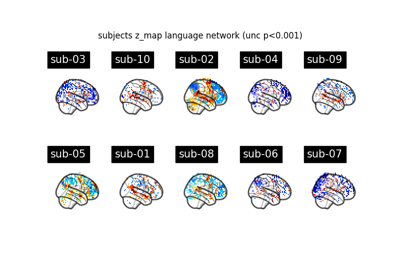 subjects z_map language network (unc p<0.001)
sub-03 sub-10 sub-02 sub-04 sub-09
sub-05 sub-01 sub-08 sub-06 sub-07